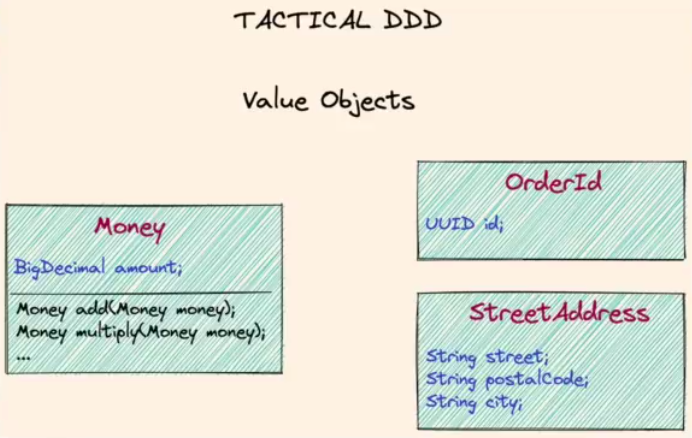 TACTICAL DDD
Value Objects
Money
BigDecimal amount;
Money add(Money money);
Money multiply(Money money);
...
OrderId
UUID id;
StreetAddress
String street;
String postalCode;
String city;